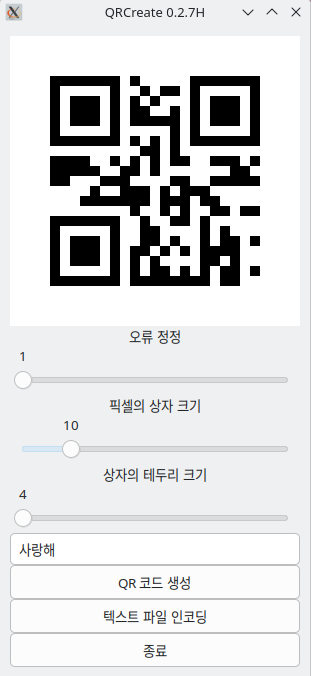 QRCreate 0.2.7H
오류 정정
1
픽셀의 상자 크기
10
상자의 테두리 크기
4
사랑해
QR 코드 생성
텍스트 파일 인코딩
종료